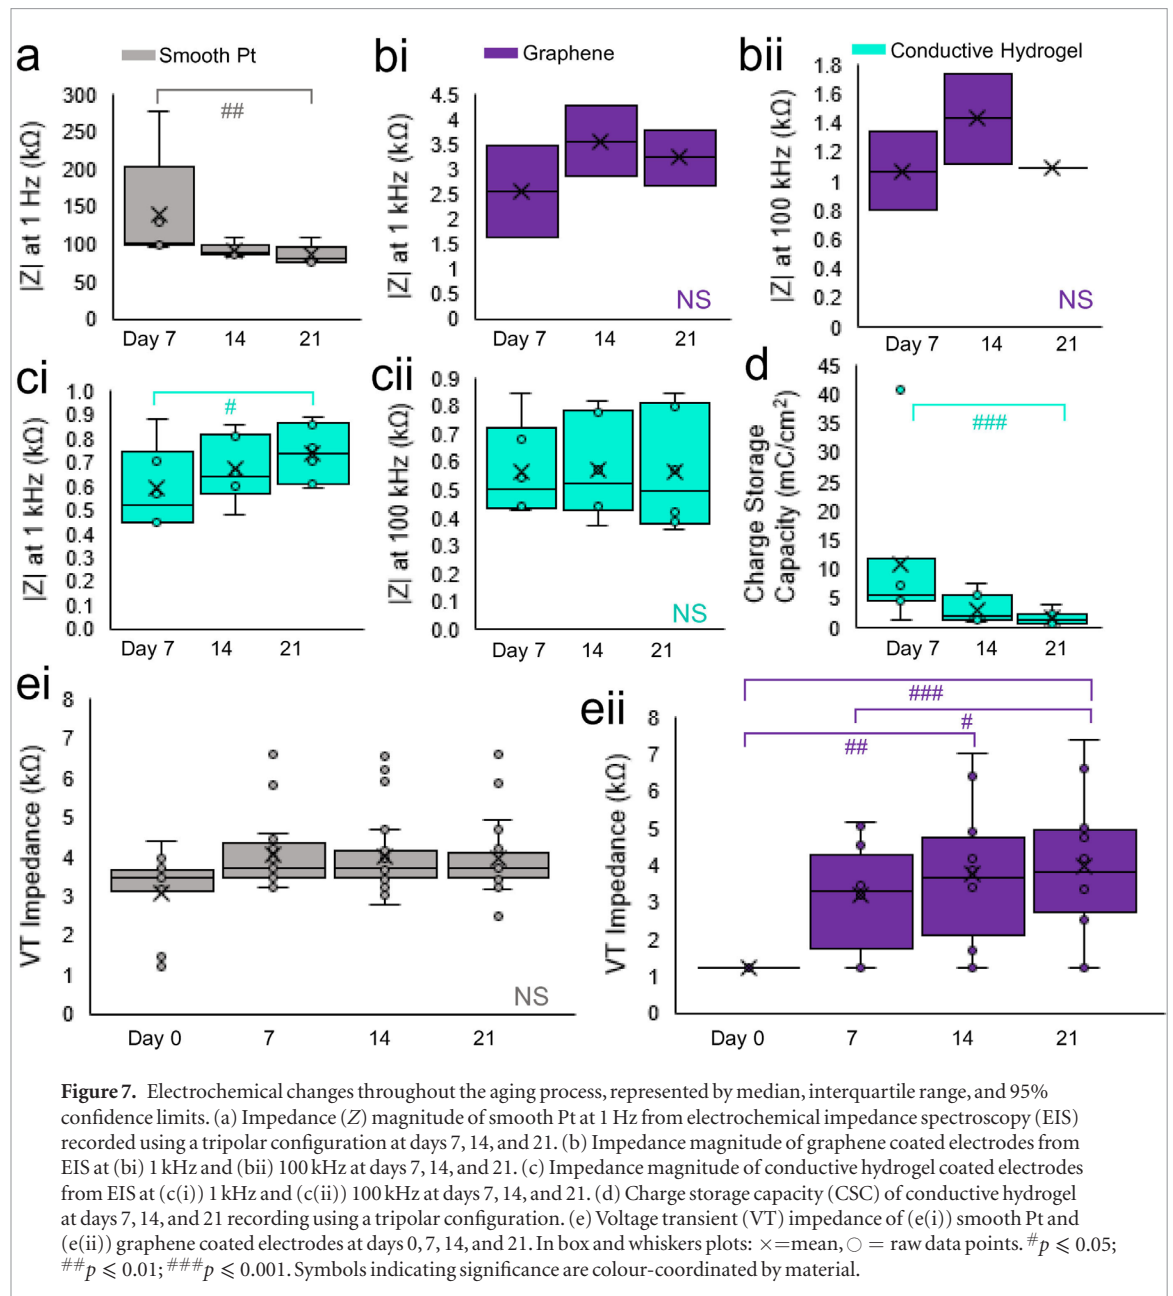 a
Smooth Pt
|Z| at 1 Hz (kΩ)
300
250
200
150
100
50
0
##
Day 7 14 21
bi
Graphene
|Z| at 1 kHz (kΩ)
4.5
4
3.5
3
2.5
2
1.5
1
0.5
0
NS
Day 7 14 21
bii
Conductive Hydrogel
|Z| at 100 kHz (kΩ)
1.8
1.6
1.4
1.2
1
0.8
0.6
0.4
0.2
0
NS
Day 7 14 21
ci
|Z| at 1 kHz (kΩ)
1.0
0.9
0.8
0.7
0.6
0.5
0.4
0.3
0.2
0.1
0.0
#
Day 7 14 21
cii
|Z| at 100 kHz (kΩ)
0.9
0.8
0.7
0.6
0.5
0.4
0.3
0.2
0.1
0.0
NS
Day 7 14 21
d
Charge Storage
Capacity (mC/cm²)
45
40
35
30
25
20
15
10
5
0
###
Day 7 14 21
ei
VT Impedance (kΩ)
8
7
6
5
4
3
2
1
0
NS
Day 0 7 14 21
eii
VT Impedance (kΩ)
8
7
6
5
4
3
2
1
0
###
#
##
Day 0 7 14 21
Figure 7. Electrochemical changes throughout the aging process, represented by median, interquartile range, and 95%
confidence limits. (a) Impedance (Z) magnitude of smooth Pt at 1 Hz from electrochemical impedance spectroscopy (EIS)
recorded using a tripolar configuration at days 7, 14, and 21. (b) Impedance magnitude of graphene coated electrodes from
EIS at (bi) 1 kHz and (bii) 100 kHz at days 7, 14, and 21. (c) Impedance magnitude of conductive hydrogel coated electrodes
from EIS at (c(i)) 1 kHz and (c(ii)) 100 kHz at days 7, 14, and 21. (d) Charge storage capacity (CSC) of conductive hydrogel
at days 7, 14, and 21 recording using a tripolar configuration. (e) Voltage transient (VT) impedance of (e(i)) smooth Pt and
(e(ii)) graphene coated electrodes at days 0, 7, 14, and 21. In box and whiskers plots: ×=mean, ○ = raw data points. #p ⩽ 0.05;
##p ⩽ 0.01; ###p ⩽ 0.001. Symbols indicating significance are colour-coordinated by material.